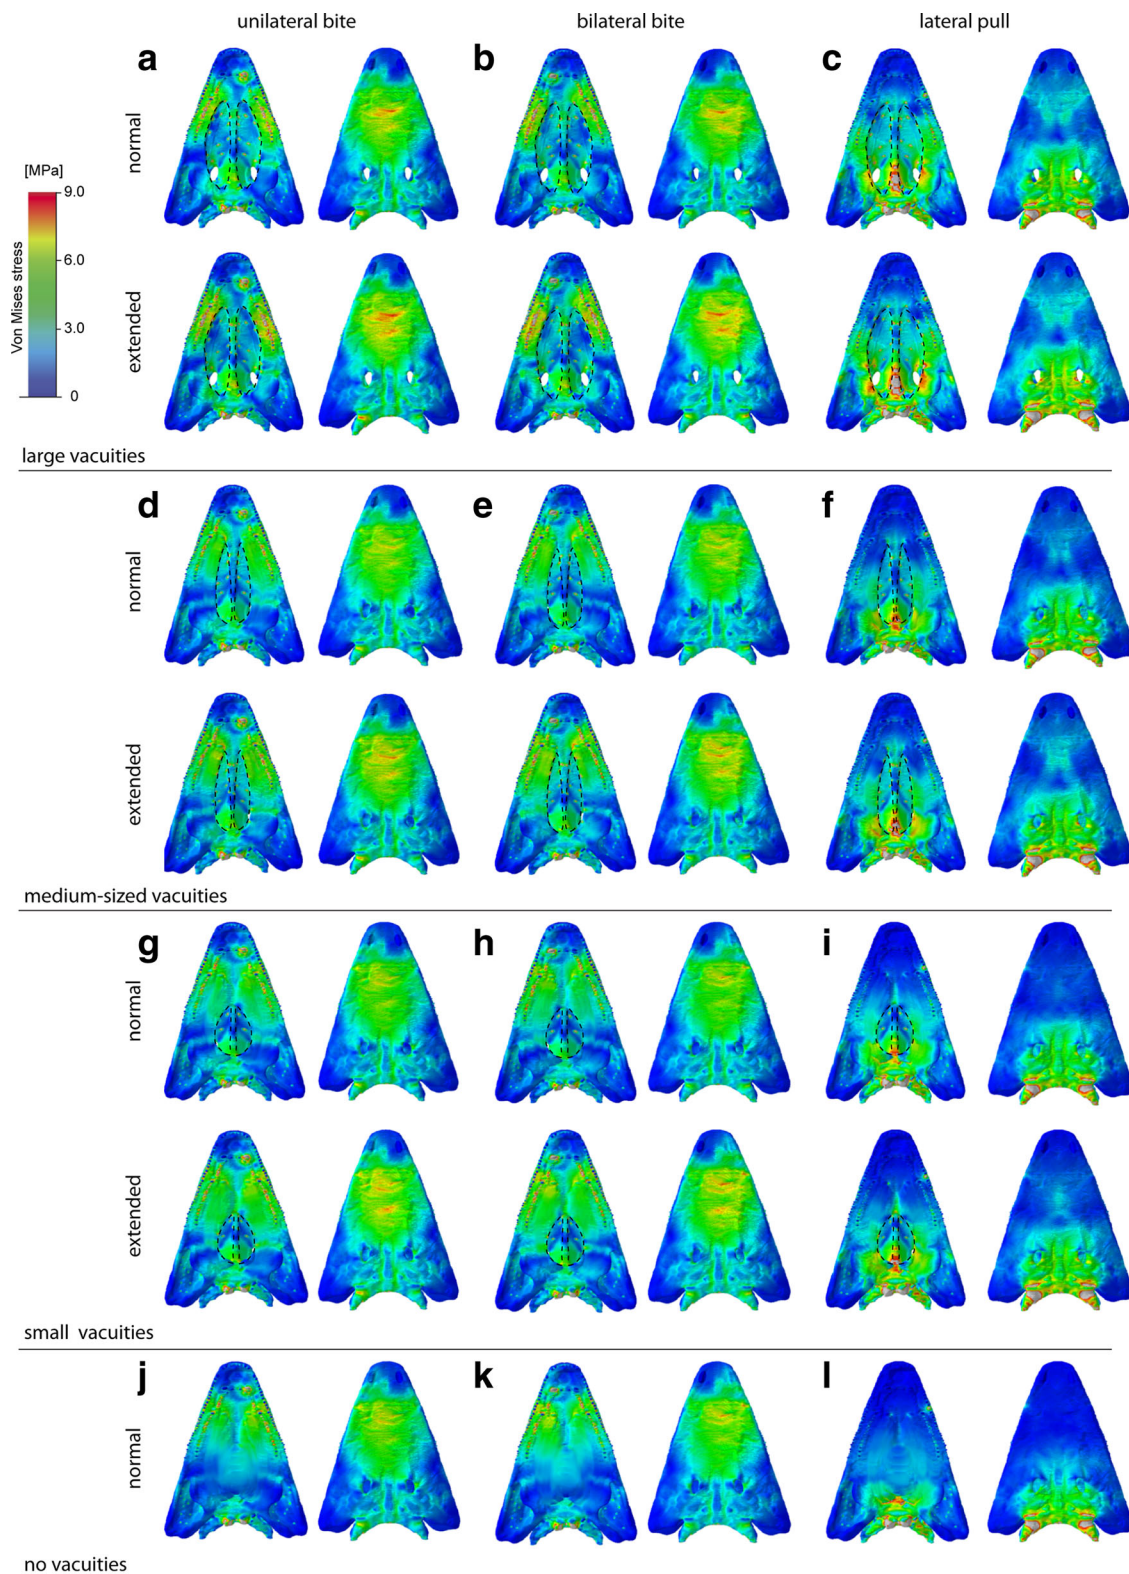 unilateral bite
bilateral bite
lateral pull
a
b
c
normal
[MPa]
9.0
6.0
3.0
0
Von Mises stress
extended
large vacuities
d
e
f
normal
extended
medium-sized vacuities
g
h
i
normal
extended
small vacuities
j
k
l
normal
no vacuities